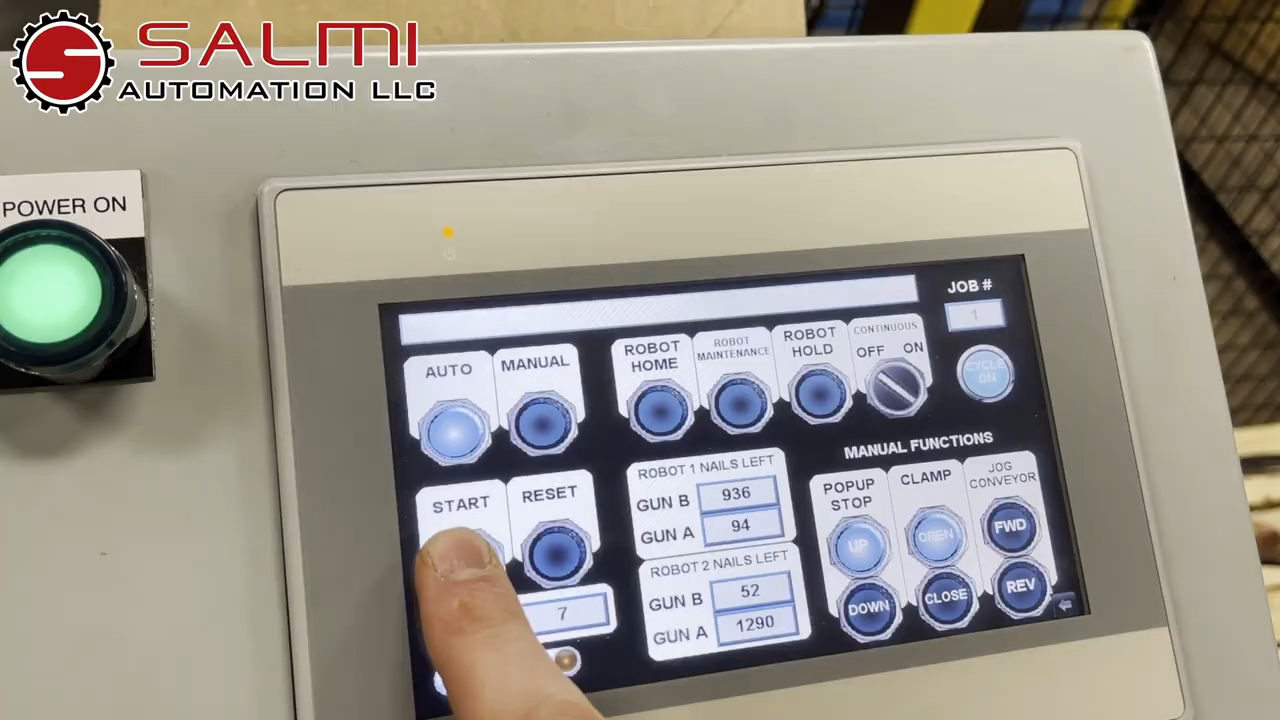 SALMI
AUTOMATION LLC
POWER ON
JOB #
1
AUTO
MANUAL
ROBOT HOME
ROBOT MAINTENANCE
ROBOT HOLD
CONTINUOUS
OFF ON
CYCLE ON
START
RESET
7
ROBOT 1 NAILS LEFT
GUN B 936
GUN A 94
ROBOT 2 NAILS LEFT
GUN B 52
GUN A 1290
MANUAL FUNCTIONS
POPUP STOP
UP
DOWN
CLAMP
OPEN
CLOSE
JOG CONVEYOR
FWD
REV